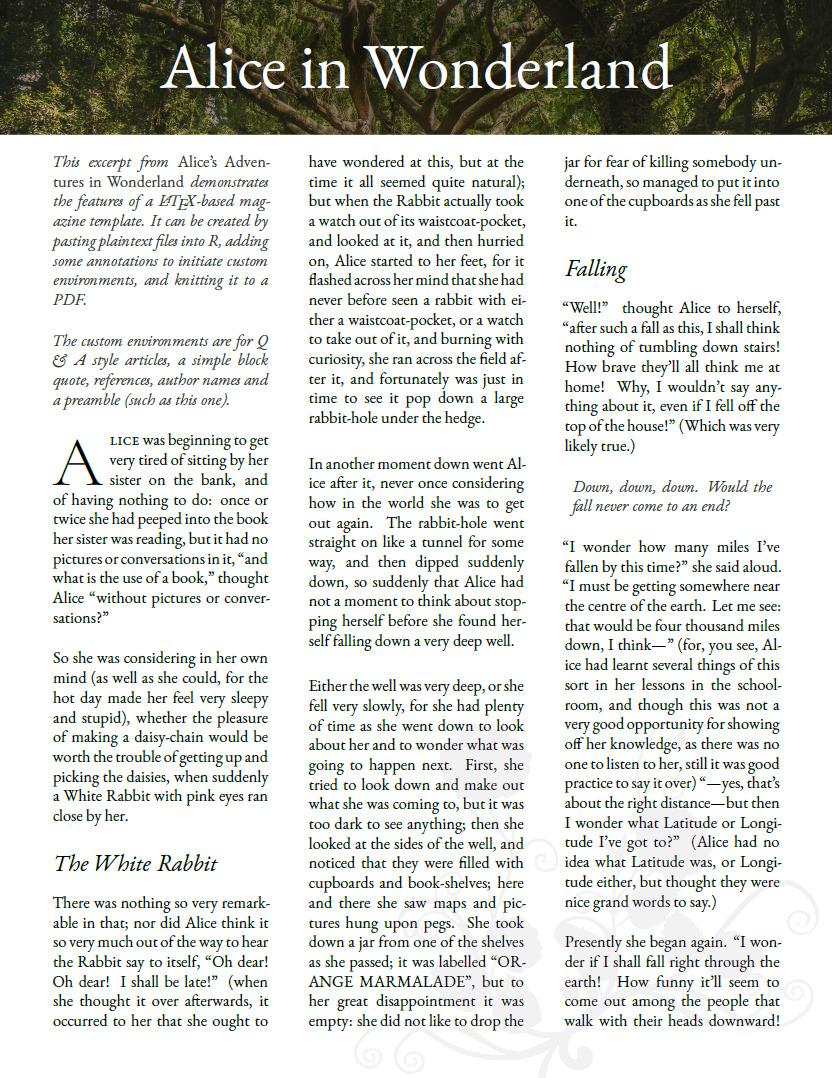 Alice in Wonderland
This excerpt from Alice’s Adven-
tures in Wonderland demonstrates
the features of a LATEX-based mag-
azine template. It can be created by
pasting plaintext files into R, adding
some annotations to initiate custom
environments, and knitting it to a
PDF.
The custom environments are for Q
& A style articles, a simple block
quote, references, author names and
a preamble (such as this one).
ALICE was beginning to get
very tired of sitting by her
sister on the bank, and
of having nothing to do: once or
twice she had peeped into the book
her sister was reading, but it had no
pictures or conversations in it, “and
what is the use of a book,” thought
Alice “without pictures or conver-
sations?”
So she was considering in her own
mind (as well as she could, for the
hot day made her feel very sleepy
and stupid), whether the pleasure
of making a daisy-chain would be
worth the trouble of getting up and
picking the daisies, when suddenly
a White Rabbit with pink eyes ran
close by her.
The White Rabbit
There was nothing so very remark-
able in that; nor did Alice think it
so very much out of the way to hear
the Rabbit say to itself, “Oh dear!
Oh dear! I shall be late!” (when
she thought it over afterwards, it
occurred to her that she ought to
have wondered at this, but at the
time it all seemed quite natural);
but when the Rabbit actually took
a watch out of its waistcoat-pocket,
and looked at it, and then hurried
on, Alice started to her feet, for it
flashed across her mind that she had
never before seen a rabbit with ei-
ther a waistcoat-pocket, or a watch
to take out of it, and burning with
curiosity, she ran across the field af-
ter it, and fortunately was just in
time to see it pop down a large
rabbit-hole under the hedge.
In another moment down went Al-
ice after it, never once considering
how in the world she was to get
out again. The rabbit-hole went
straight on like a tunnel for some
way, and then dipped suddenly
down, so suddenly that Alice had
not a moment to think about stop-
ping herself before she found her-
self falling down a very deep well.
Either the well was very deep, or she
fell very slowly, for she had plenty
of time as she went down to look
about her and to wonder what was
going to happen next. First, she
tried to look down and make out
what she was coming to, but it was
too dark to see anything; then she
looked at the sides of the well, and
noticed that they were filled with
cupboards and book-shelves; here
and there she saw maps and pic-
tures hung upon pegs. She took
down a jar from one of the shelves
as she passed; it was labelled “OR-
ANGE MARMALADE”, but to
her great disappointment it was
empty: she did not like to drop the
jar for fear of killing somebody un-
derneath, so managed to put it into
one of the cupboards as she fell past
it.
Falling
“Well!” thought Alice to herself,
“after such a fall as this, I shall think
nothing of tumbling down stairs!
How brave they’ll all think me at
home! Why, I wouldn’t say any-
thing about it, even if I fell off the
top of the house!” (Which was very
likely true.)
Down, down, down. Would the
fall never come to an end?
“I wonder how many miles I’ve
fallen by this time?” she said aloud.
“I must be getting somewhere near
the centre of the earth. Let me see:
that would be four thousand miles
down, I think—” (for, you see, Al-
ice had learnt several things of this
sort in her lessons in the school-
room, and though this was not a
very good opportunity for showing
off her knowledge, as there was no
one to listen to her, still it was good
practice to say it over) “—yes, that’s
about the right distance—but then
I wonder what Latitude or Longi-
tude I’ve got to?” (Alice had no
idea what Latitude was, or Longi-
tude either, but thought they were
nice grand words to say.)
Presently she began again. “I won-
der if I shall fall right through the
earth! How funny it’ll seem to
come out among the people that
walk with their heads downward!